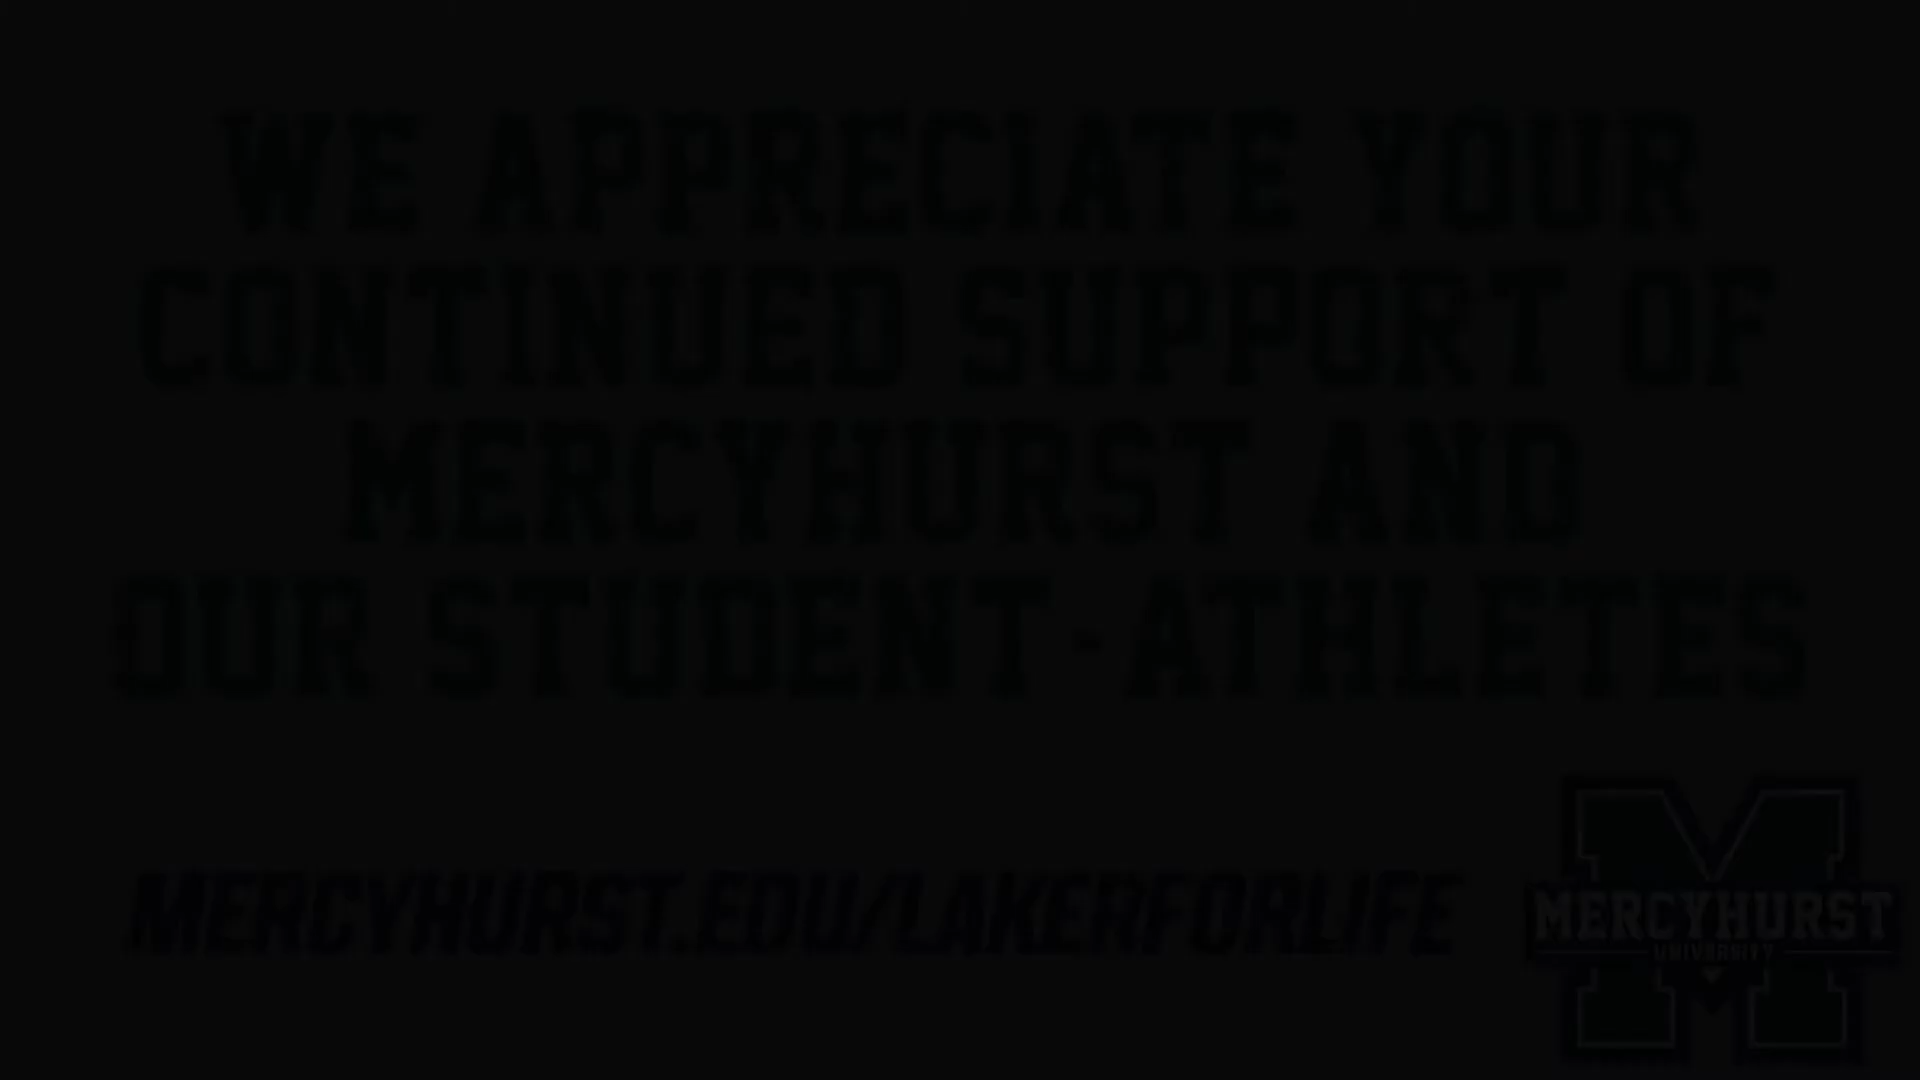 WE APPRECIATE YOUR
CONTINUED SUPPORT OF
MERCYHURST AND
OUR STUDENT-ATHLETES
MERCYHURST.EDU/LAKERFORLIFE
MERCYHURST
UNIVERSITY